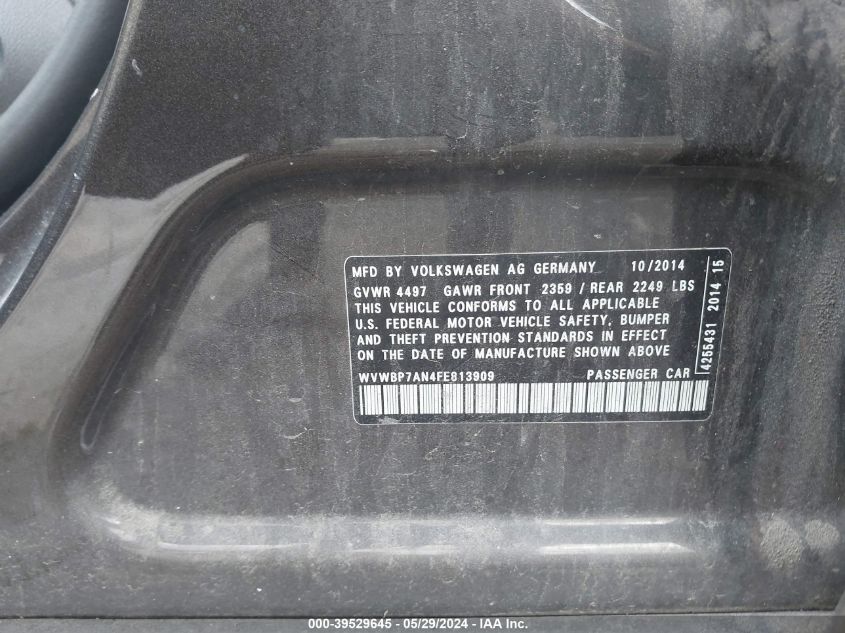 MFD BY VOLKSWAGEN AG GERMANY 10/2014
GVWR 4497 GAWR FRONT 2359 / REAR 2249 LBS
THIS VEHICLE CONFORMS TO ALL APPLICABLE
U.S. FEDERAL MOTOR VEHICLE SAFETY, BUMPER
AND THEFT PREVENTION STANDARDS IN EFFECT
ON THE DATE OF MANUFACTURE SHOWN ABOVE
WVWBP7AN4FE813909 PASSENGER CAR
4255431 2014 15
000-39529645 - 05/29/2024 - © IAA Holdings, LLC.